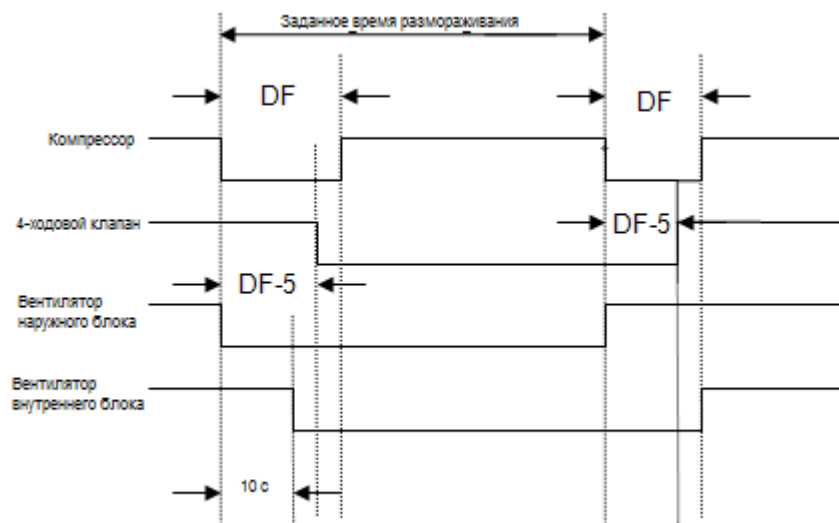 Заданное время размораживания
DF
DF
Компрессор
4-ходовой клапан
DF-5
DF-5
Вентилятор
наружного блока
Вентилятор
внутреннего блока
10 с